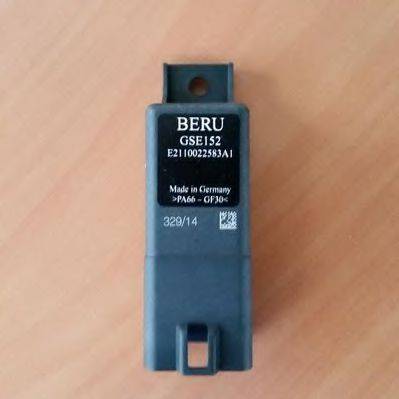 BERU
GSE152
E2110022583A1
Made in Germany
>PA66 - GF30<
329/14